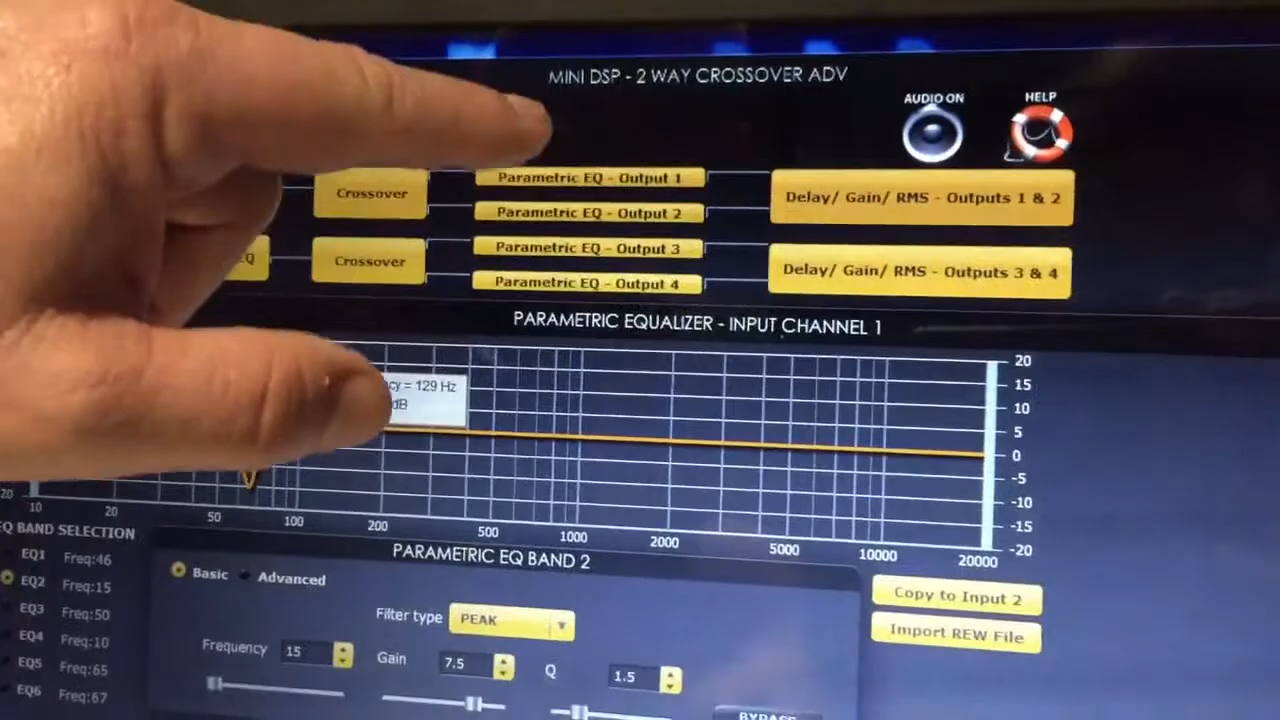 MINI DSP - 2 WAY CROSSOVER ADV
AUDIO ON
HELP
Crossover
Parametric EQ - Output 1
Parametric EQ - Output 2
Delay/ Gain/ RMS - Outputs 1 & 2
EQ
Crossover
Parametric EQ - Output 3
Parametric EQ - Output 4
Delay/ Gain/ RMS - Outputs 3 & 4
PARAMETRIC EQUALIZER - INPUT CHANNEL 1
= 129 Hz
dB
20
15
10
5
0
-5
-10
-15
-20
20
10 20 50 100 200 500 1000 2000 5000 10000 20000
EQ BAND SELECTION
EQ1 Freq:46
EQ2 Freq:15
EQ3 Freq:50
EQ4 Freq:10
EQ5 Freq:65
EQ6 Freq:67
PARAMETRIC EQ BAND 2
Basic Advanced
Filter type PEAK
Frequency 15 Gain 7.5 Q 1.5
BYPASS
Copy to Input 2
Import REW File